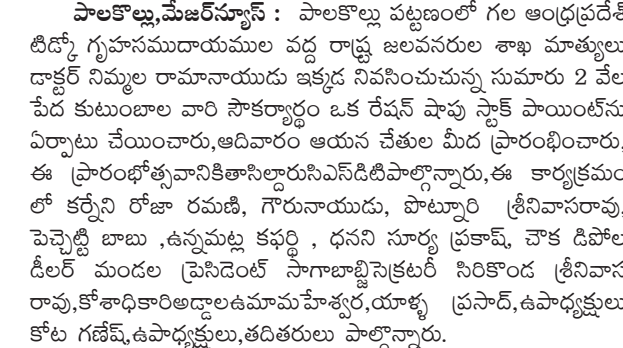 పాలకొల్లు,మేజర్‌న్యూస్ : పాలకొల్లు పట్టణంలో గల ఆంధ్రప్రదేశ్
టిడ్కో గృహసముదాయముల వద్ద రాష్ట్ర జలవనరుల శాఖ మాత్యులు
డాక్టర్ నిమ్మల రామానాయుడు ఇక్కడ నివసించుచున్న సుమారు 2 వేల
పేద కుటుంబాల వారి సౌకర్యార్థం ఒక రేషన్ షాపు స్టాక్ పాయింట్‌ను
ఏర్పాటు చేయించారు,ఆదివారం ఆయన చేతుల మీద ప్రారంభించారు,
ఈ ప్రారంభోత్సవానికితాసిల్దారుసిఎస్‌డిటిపాల్గొన్నారు,ఈ కార్యక్రమం
లో కర్నేని రోజా రమణి, గౌరునాయుడు, పొట్నూరి శ్రీనివాసరావు,
పెచ్చెట్టి బాబు ,ఉన్నమట్ల కపర్థి , ధనని సూర్య ప్రకాష్, చౌక డిపోల
డీలర్ మండల ప్రెసిడెంట్ సాగాబాబ్జిసెక్రటరీ సిరికొండ శ్రీనివాస
రావు,కోశాధికారిఅడ్డాలఉమామహేశ్వర,యాళ్ళ ప్రసాద్,ఉపాధ్యక్షులు
కోట గణేష్,ఉపాధ్యక్షులు,తదితరులు పాల్గొన్నారు.